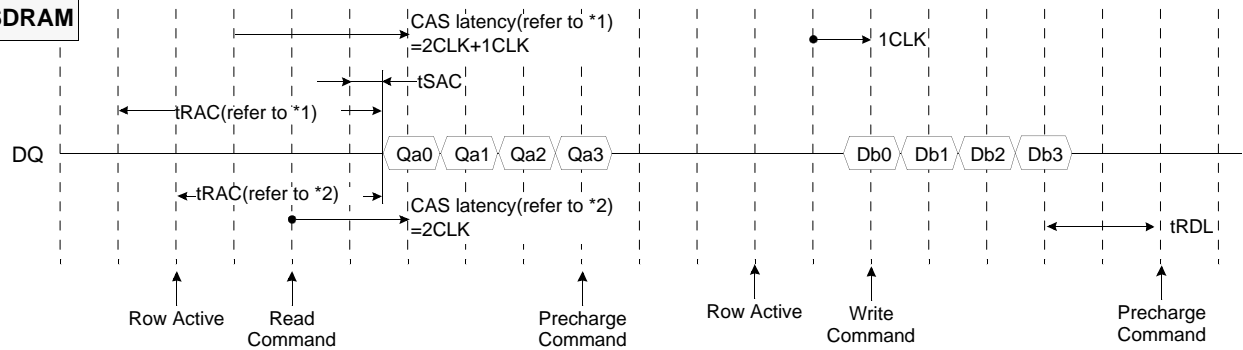 SDRAM
CAS latency(refer to *1)
=2CLK+1CLK
1CLK
tSAC
tRAC(refer to *1)
DQ
Qa0 Qa1 Qa2 Qa3
Db0 Db1 Db2 Db3
tRAC(refer to *2)
CAS latency(refer to *2)
=2CLK
tRDL
Row Active
Read
Command
Precharge
Command
Row Active
Write
Command
Precharge
Command